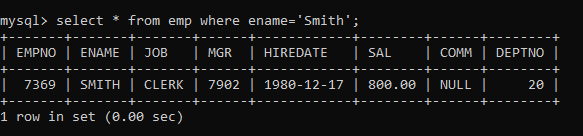 mysql> select * from emp where ename='Smith';
+-------+-------+-------+------+------------+--------+------+--------+
| EMPNO | ENAME | JOB   | MGR  | HIREDATE   | SAL    | COMM | DEPTNO |
+-------+-------+-------+------+------------+--------+------+--------+
|  7369 | SMITH | CLERK | 7902 | 1980-12-17 | 800.00 | NULL |     20 |
+-------+-------+-------+------+------------+--------+------+--------+
1 row in set (0.00 sec)